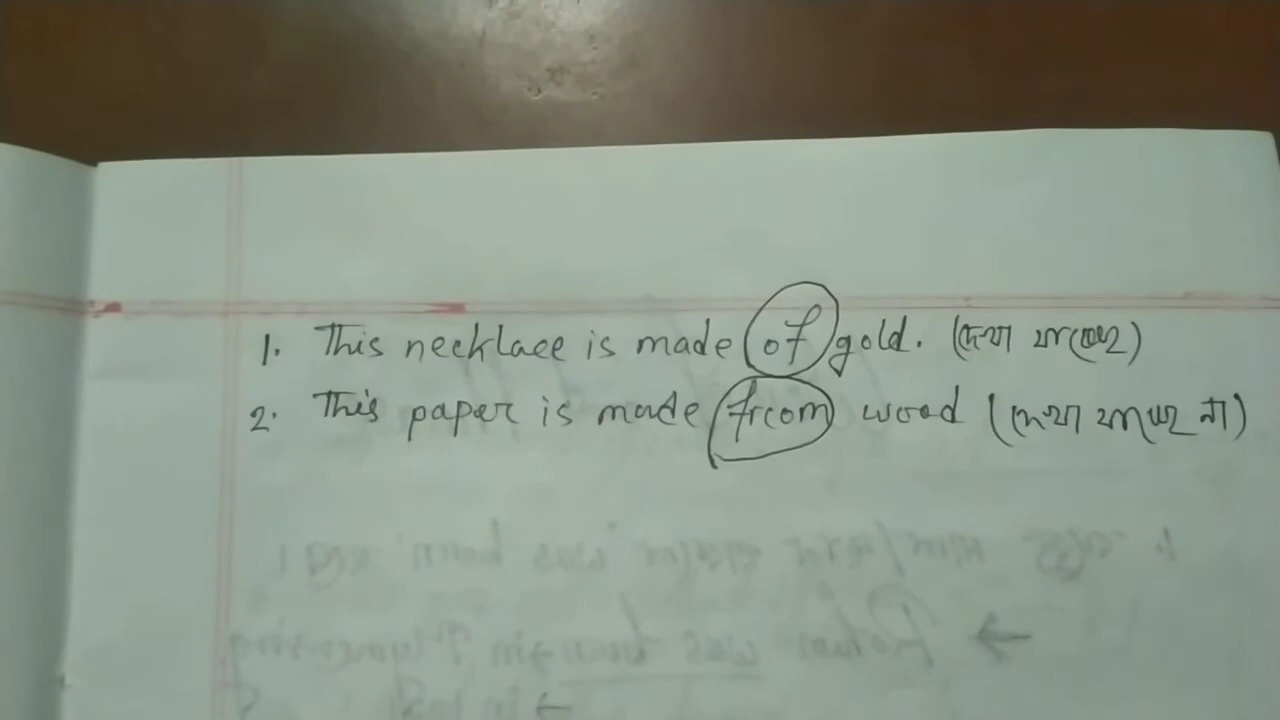 1. This necklace is made of gold. (দেখা যাচ্ছে)
2. This paper is made from wood (দেখা যাচ্ছে না)